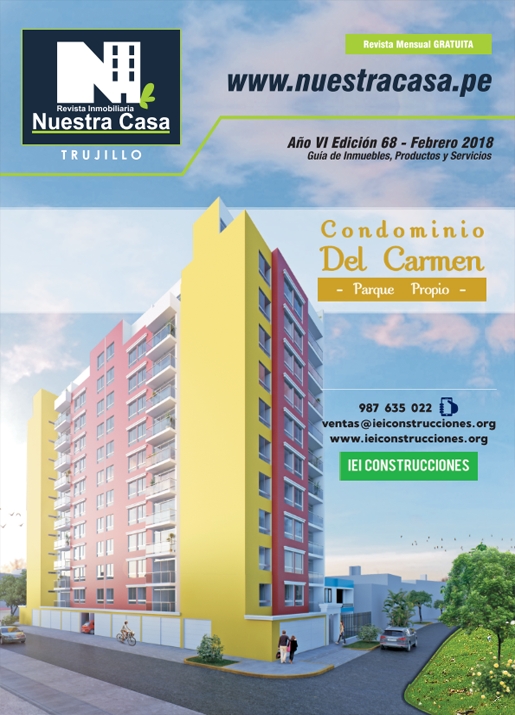 Revista Mensual GRATUITA
Revista Inmobiliaria
Nuestra Casa
TRUJILLO
www.nuestracasa.pe
Año VI Edición 68 - Febrero 2018
Guía de Inmuebles, Productos y Servicios
Condominio
Del Carmen
- Parque Propio -
987 635 022
ventas@ieiconstrucciones.org
www.ieiconstrucciones.org
IEI CONSTRUCCIONES